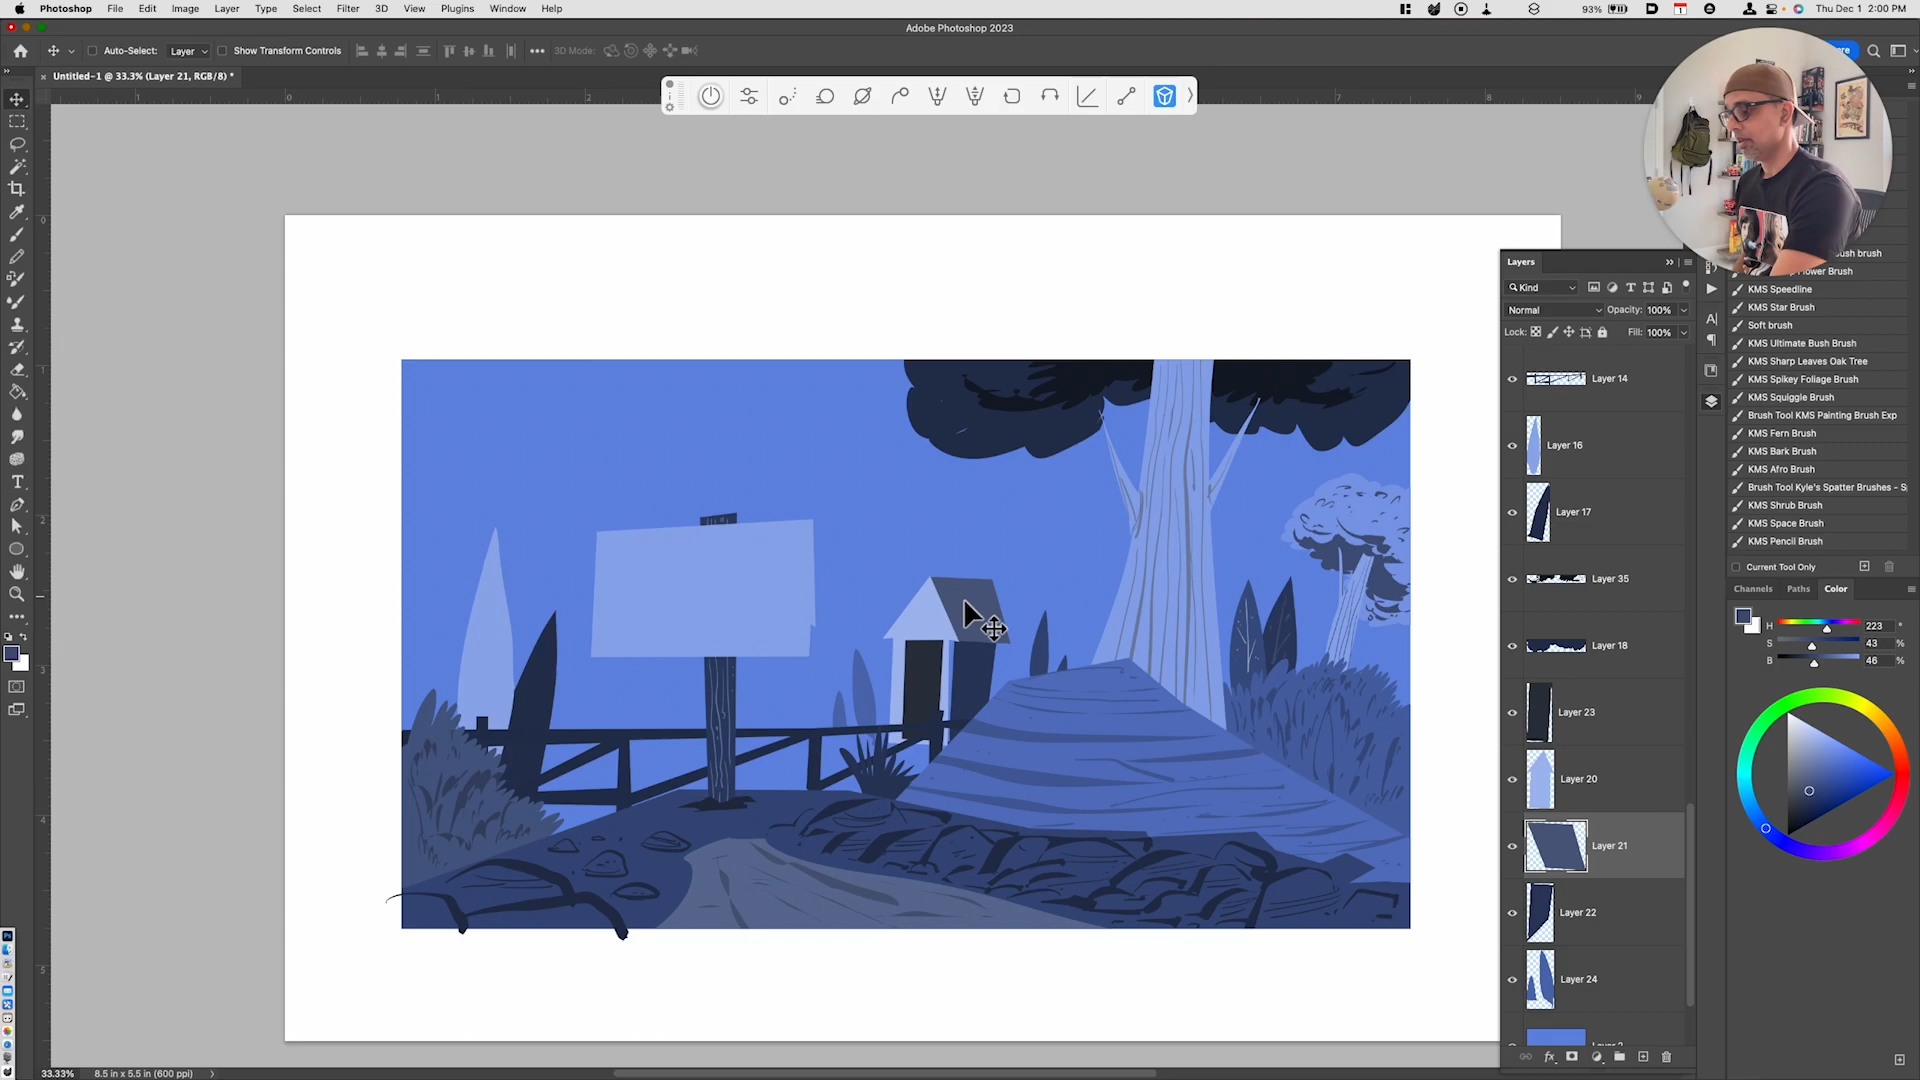 Photoshop File Edit Image Layer Type Select Filter 3D View Plugins Window Help 93% Thu Dec 1 2:00 PM
Adobe Photoshop 2023
Auto-Select: Layer Show Transform Controls 3D Mode:
Untitled-1 @ 33.3% (Layer 21, RGB/8) *
Layers
Kind
Normal Opacity: 100%
Lock: Fill: 100%
Layer 14
Layer 16
Layer 17
Layer 35
Layer 18
Layer 23
Layer 20
Layer 21
Layer 22
Layer 24
KMS Speedline
KMS Star Brush
Soft brush
KMS Ultimate Bush Brush
KMS Sharp Leaves Oak Tree
KMS Spikey Foliage Brush
KMS Squiggle Brush
Brush Tool KMS Painting Brush Exp
KMS Fern Brush
KMS Bark Brush
KMS Afro Brush
Brush Tool Kyle's Spatter Brushes - S
KMS Shrub Brush
KMS Space Brush
KMS Pencil Brush
Current Tool Only
Channels Paths Color
H 223 °
S 43 %
B 46 %
33.33% 8.5 in x 5.5 in (600 ppi)